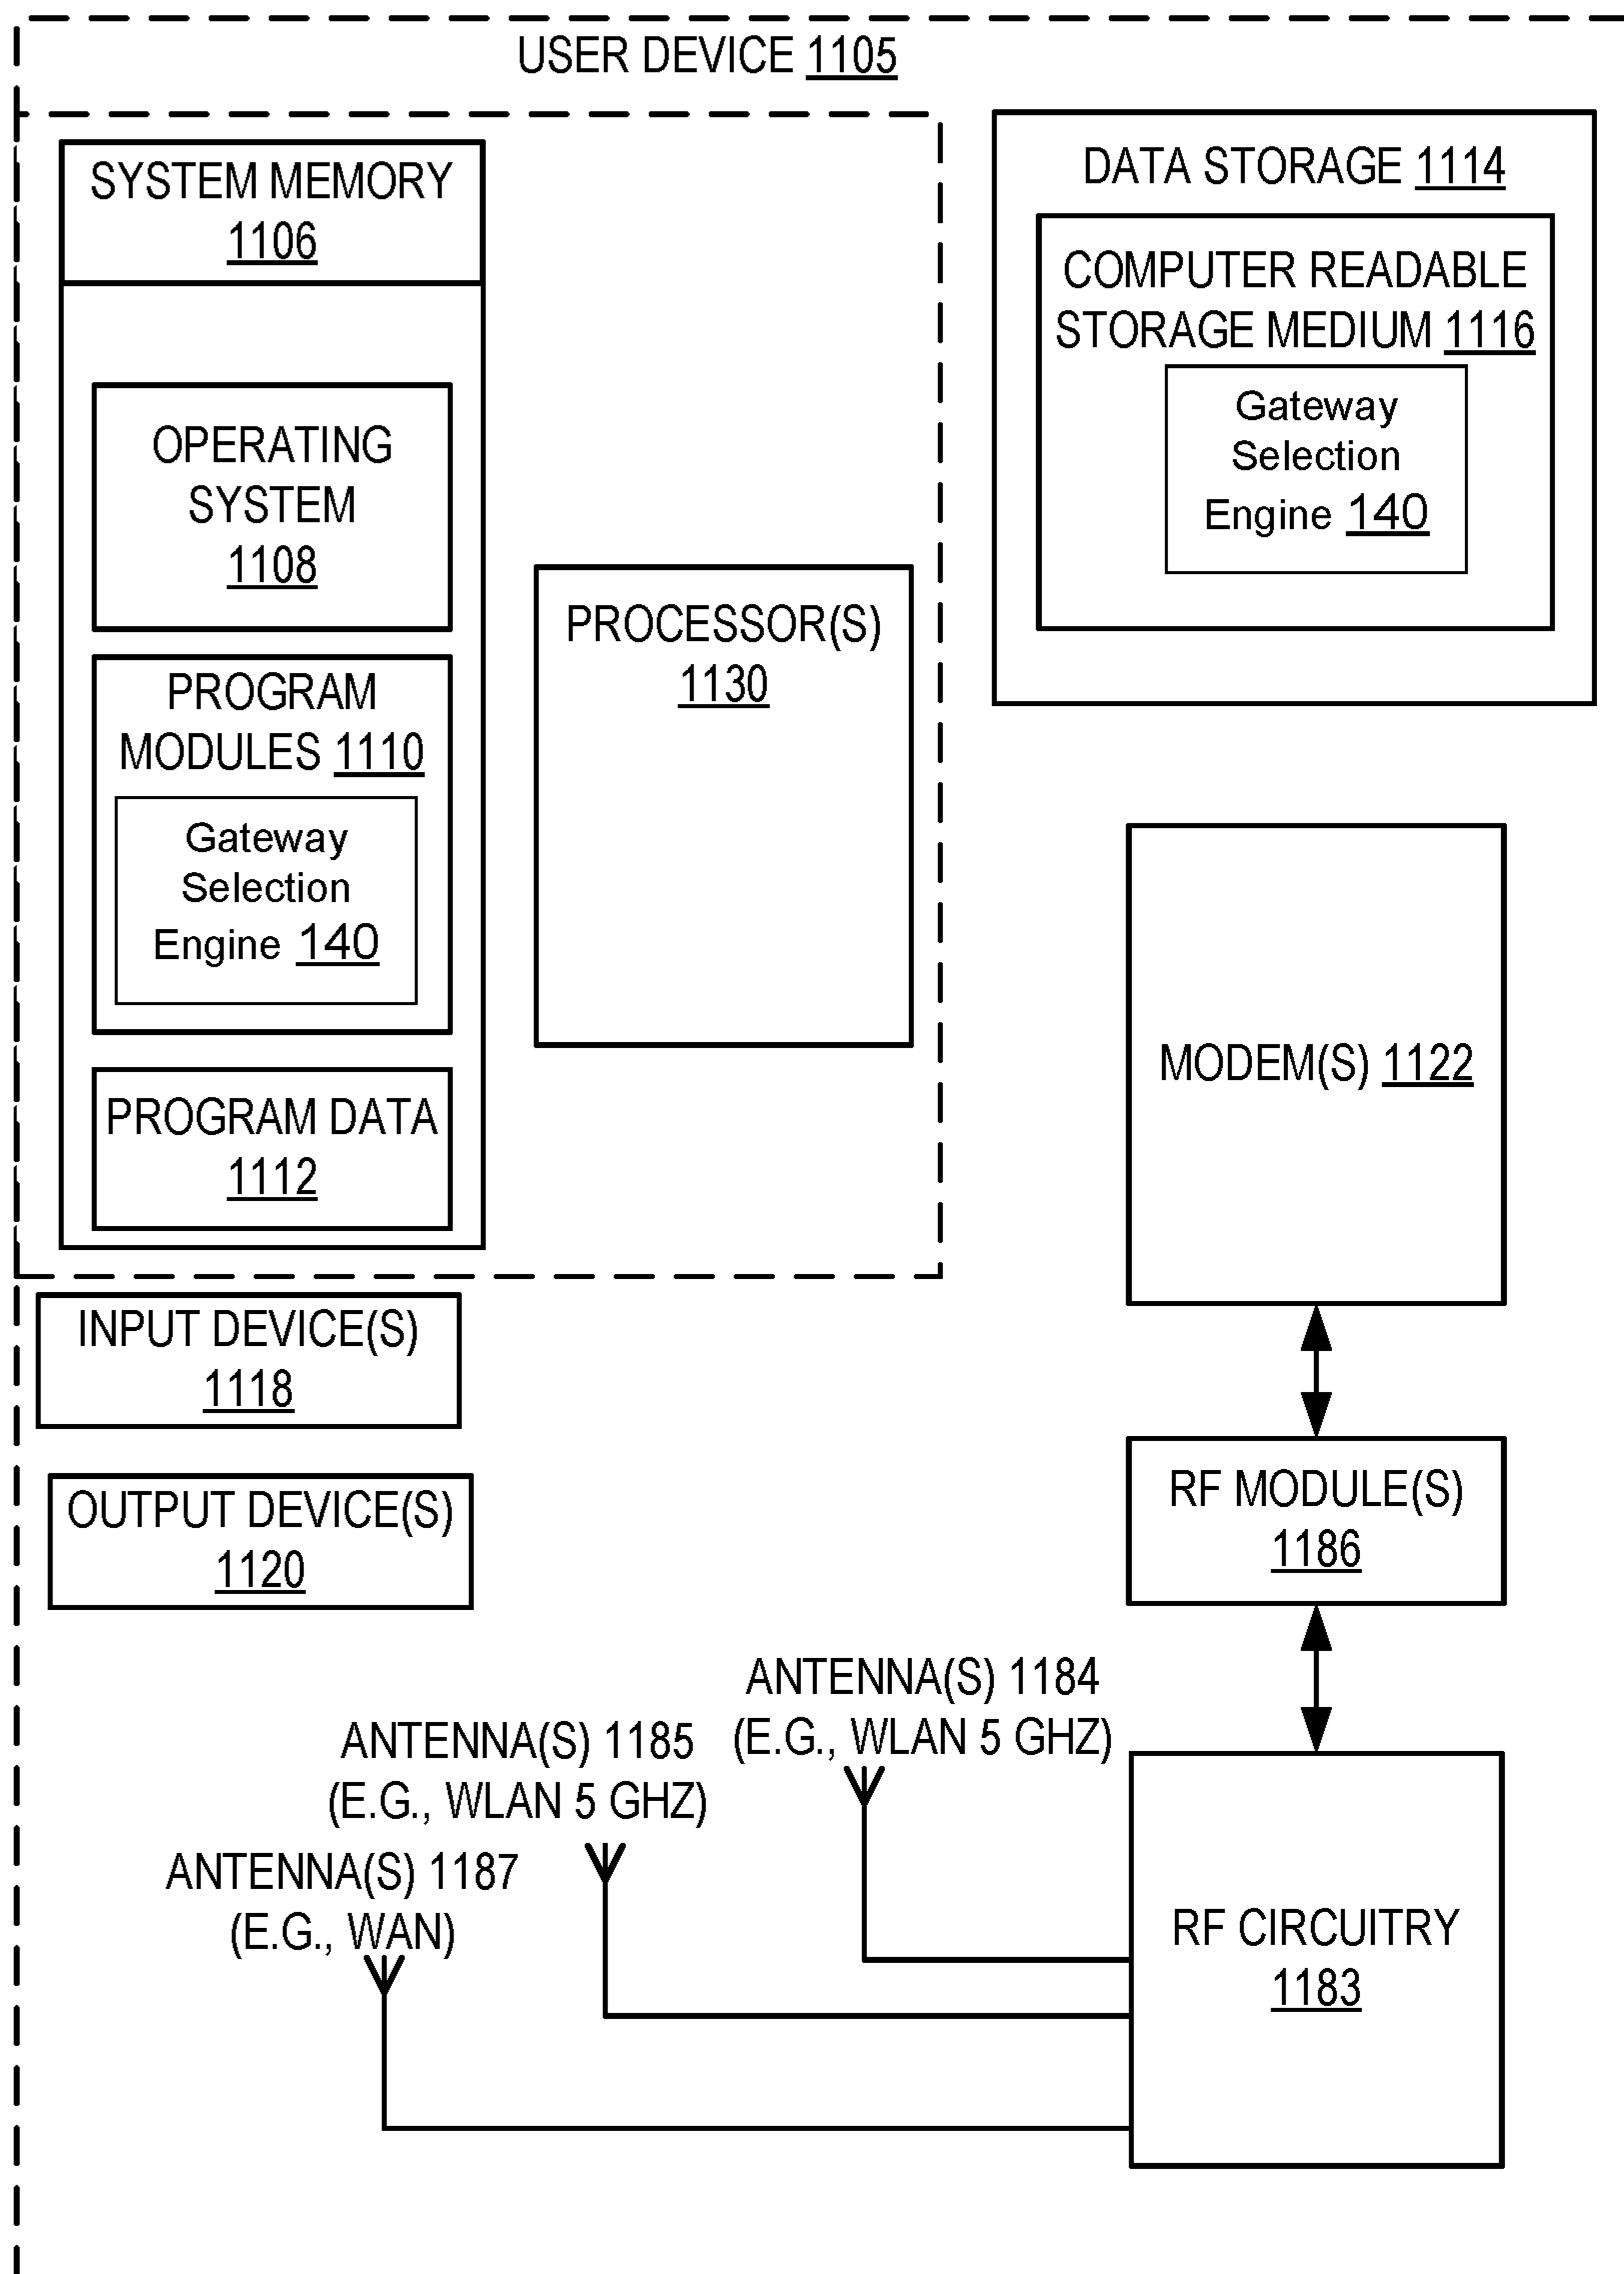 USER DEVICE 1105
SYSTEM MEMORY
1106
OPERATING
SYSTEM
1108
PROGRAM
MODULES 1110
Gateway
Selection
Engine 140
PROGRAM DATA
1112
PROCESSOR(S)
1130
DATA STORAGE 1114
COMPUTER READABLE
STORAGE MEDIUM 1116
Gateway
Selection
Engine 140
MODEM(S) 1122
INPUT DEVICE(S)
1118
OUTPUT DEVICE(S)
1120
RF MODULE(S)
1186
ANTENNA(S) 1184
(E.G., WLAN 5 GHZ)
ANTENNA(S) 1185
(E.G., WLAN 5 GHZ)
ANTENNA(S) 1187
(E.G., WAN)
RF CIRCUITRY
1183